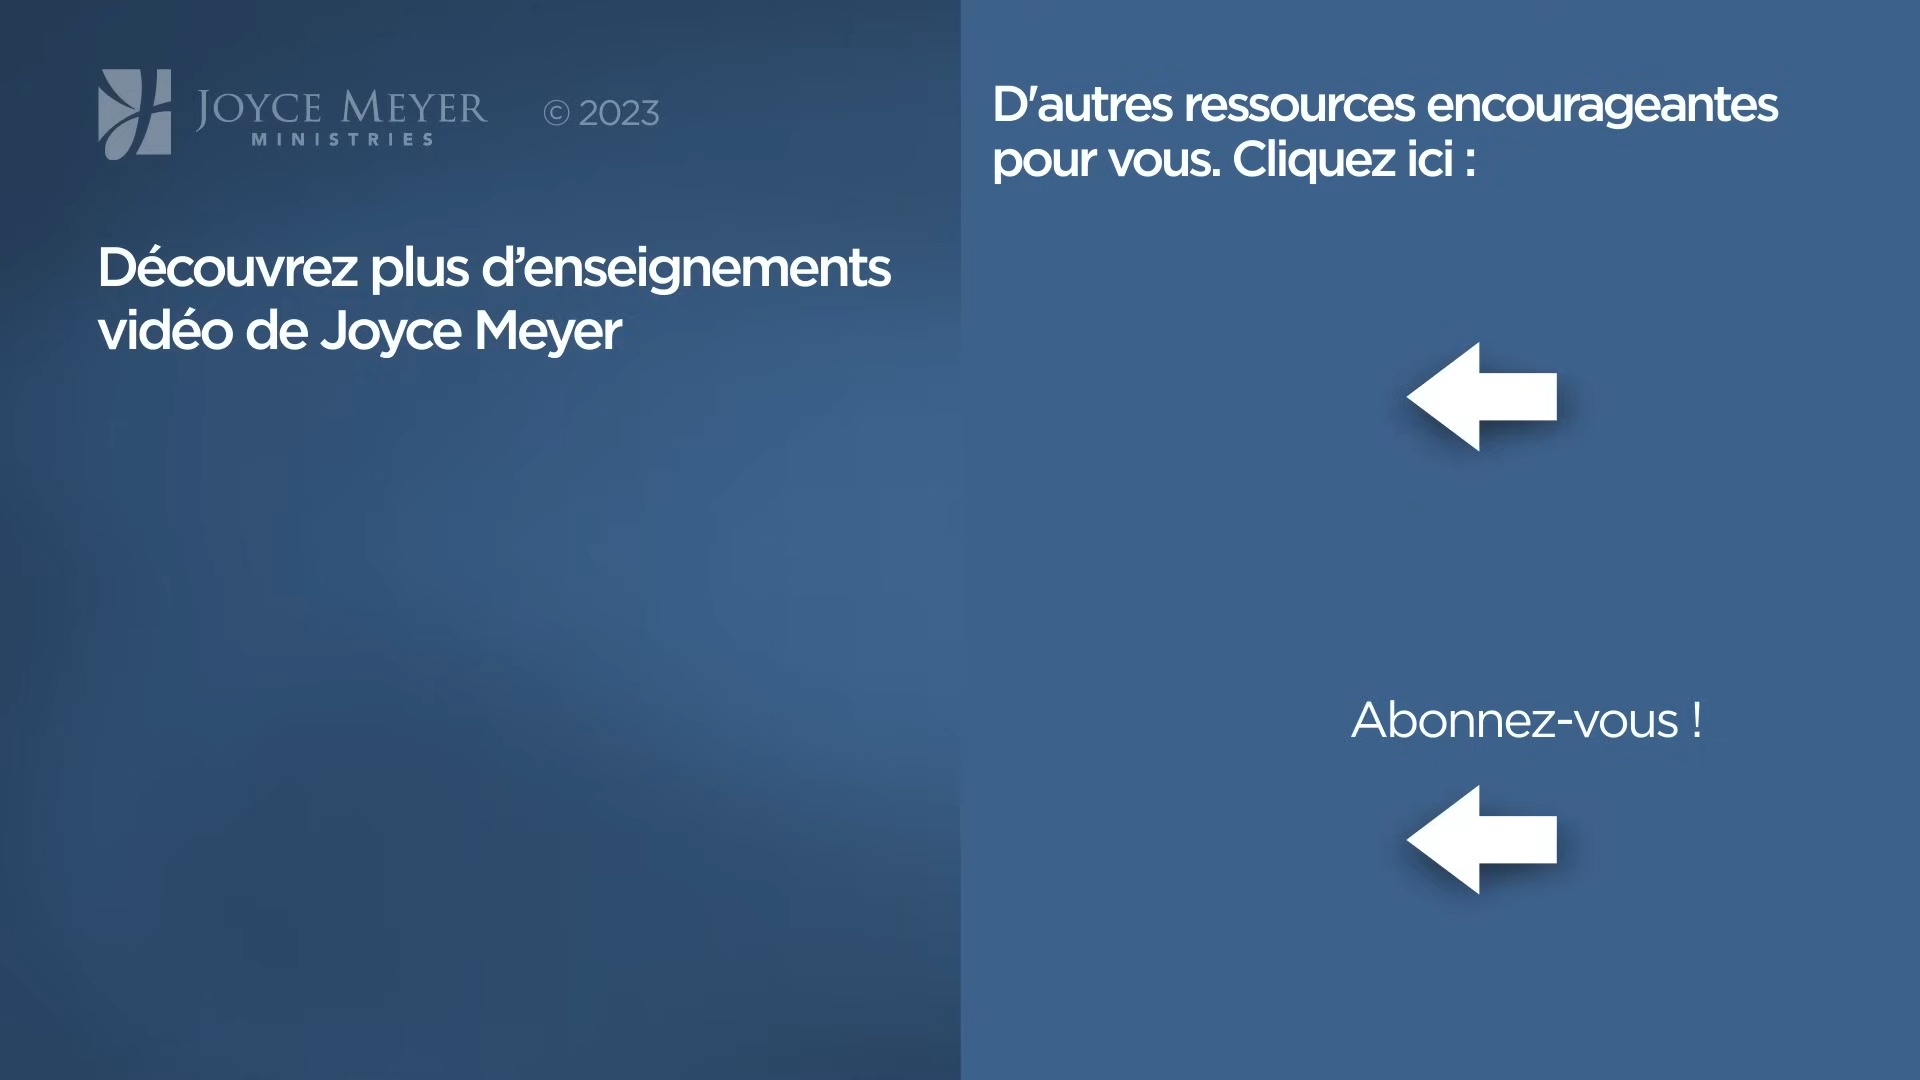 JOYCE MEYER © 2023
MINISTRIES
Découvrez plus d’enseignements
vidéo de Joyce Meyer
D'autres ressources encourageantes
pour vous. Cliquez ici :
Abonnez-vous !